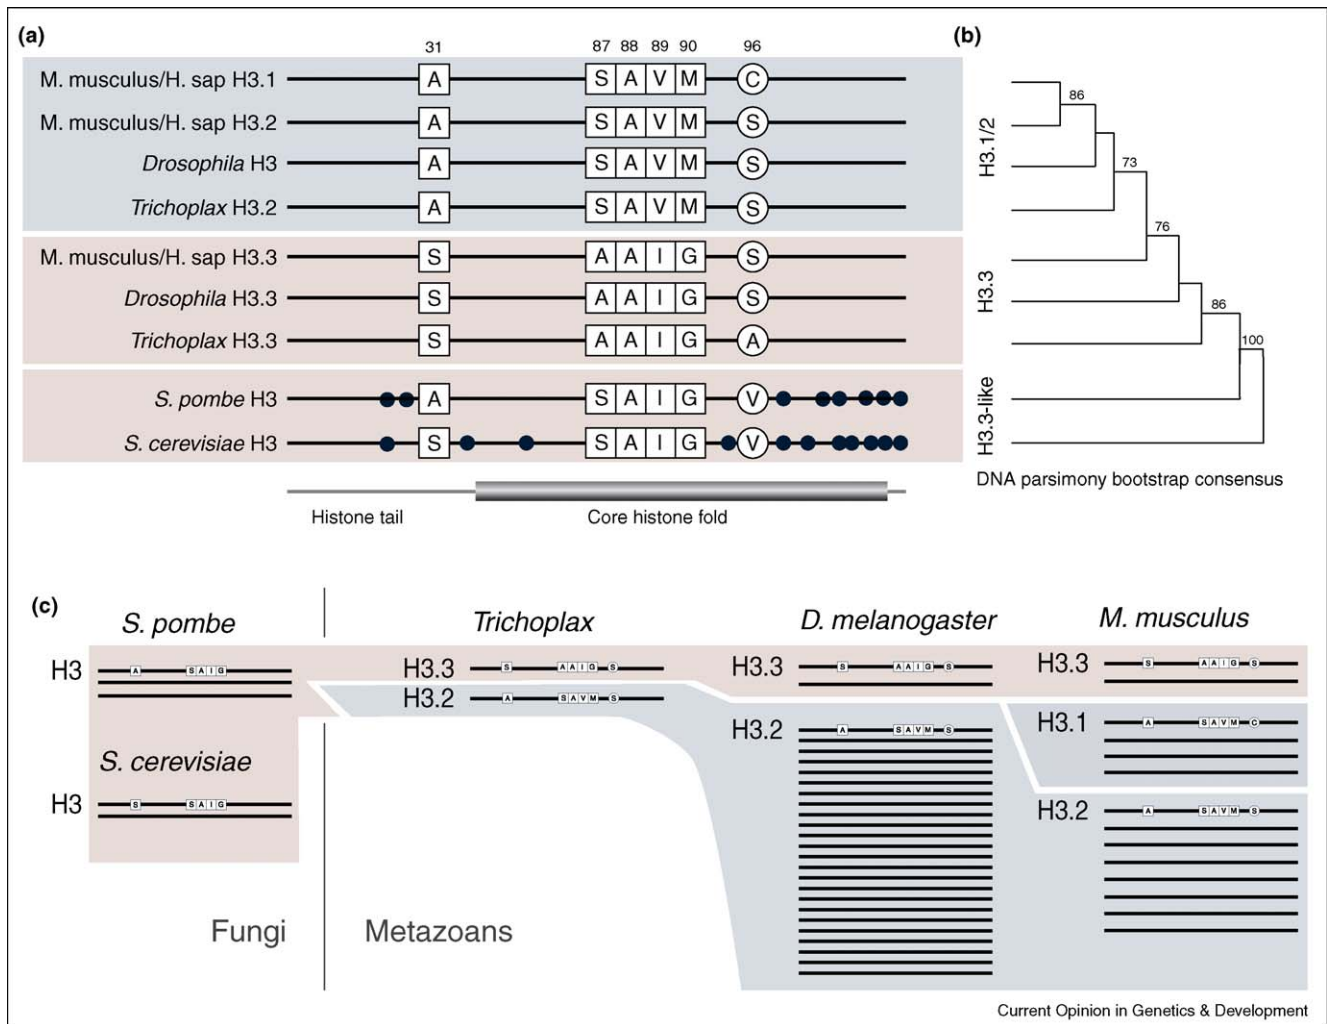 (a)
31 87 88 89 90 96
M. musculus/H. sap H3.1 A S A V M C
M. musculus/H. sap H3.2 A S A V M S
Drosophila H3 A S A V M S
Trichoplax H3.2 A S A V M S
M. musculus/H. sap H3.3 S A A I G S
Drosophila H3.3 S A A I G S
Trichoplax H3.3 S A A I G A
S. pombe H3 A S A I G V
S. cerevisiae H3 S S A I G V
Histone tail Core histone fold
(b)
H3.1/2
H3.3
H3.3-like
86
73
76
86
100
DNA parsimony bootstrap consensus
(c)
S. pombe
H3 A S A I G
S. cerevisiae
H3 S S A I G
Fungi
Metazoans
Trichoplax
H3.3 S A A I G S
H3.2 A S A V M S
D. melanogaster
H3.3 S A A I G S
H3.2 A S A V M S
M. musculus
H3.3 S A A I G S
H3.1 A S A V M C
H3.2 A S A V M S
Current Opinion in Genetics & Development